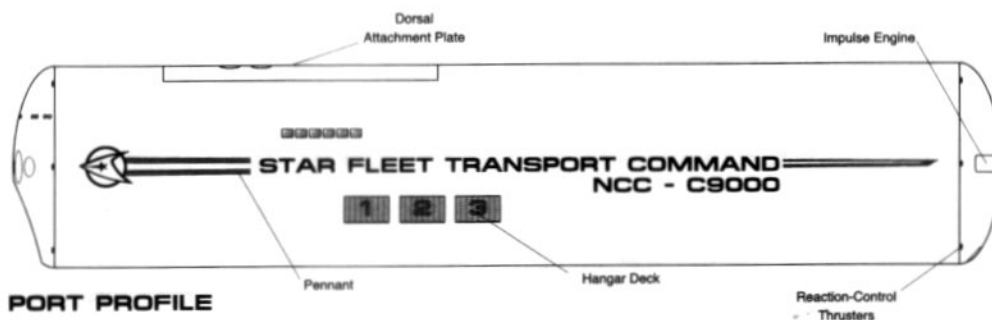 Dorsal
Attachment Plate
Impulse Engine
STAR FLEET TRANSPORT COMMAND
NCC - C9000
1 2 3
Pennant
Hangar Deck
PORT PROFILE
Reaction-Control
Thrusters